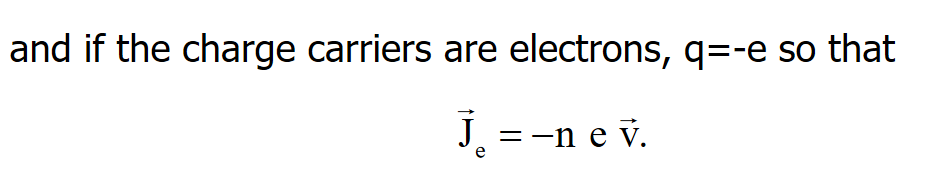 and if the charge carriers are electrons, q=-e so that
J⃗ₑ = −n e v⃗.